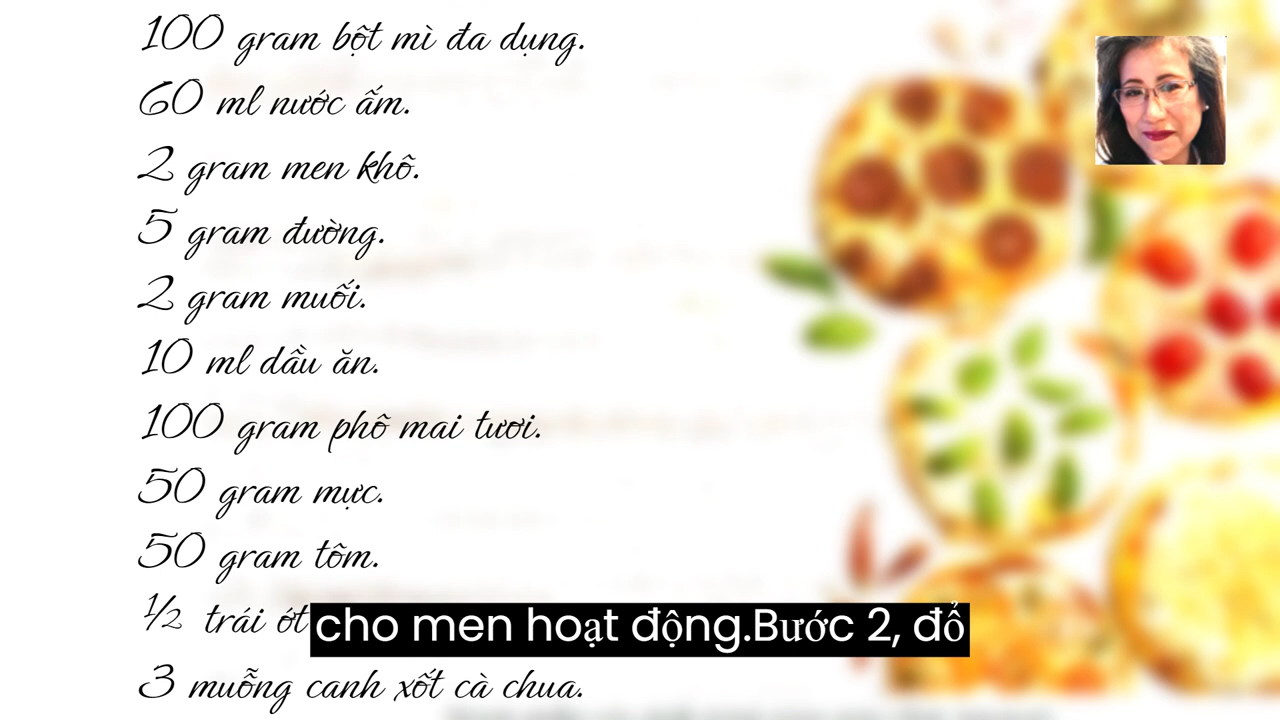 100 gram bột mì đa dụng.
60 ml nước ấm.
2 gram men khô.
5 gram đường.
2 gram muối.
10 ml dầu ăn.
100 gram phô mai tươi.
50 gram mực.
50 gram tôm.
½ trái ớt
cho men hoạt động.Bước 2, đổ
3 muỗng canh xốt cà chua.